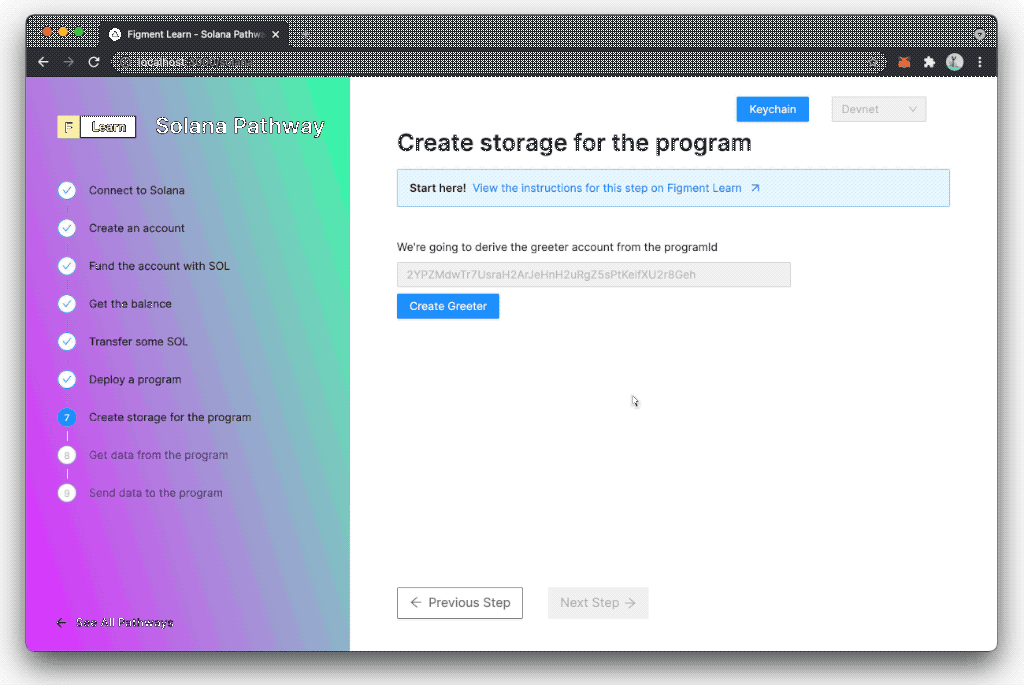 Figment Learn - Solana Pathwa
localhost
F Learn Solana Pathway
Connect to Solana
Create an account
Fund the account with SOL
Get the balance
Transfer some SOL
Deploy a program
7 Create storage for the program
8 Get data from the program
9 Send data to the program
← See All Pathways
Keychain
Devnet
Create storage for the program
Start here! View the instructions for this step on Figment Learn
We're going to derive the greeter account from the programId
2YPZMdwTr7UsraH2ArJeHnH2uRgZ5sPtKeifXU2r8Geh
Create Greeter
← Previous Step
Next Step →